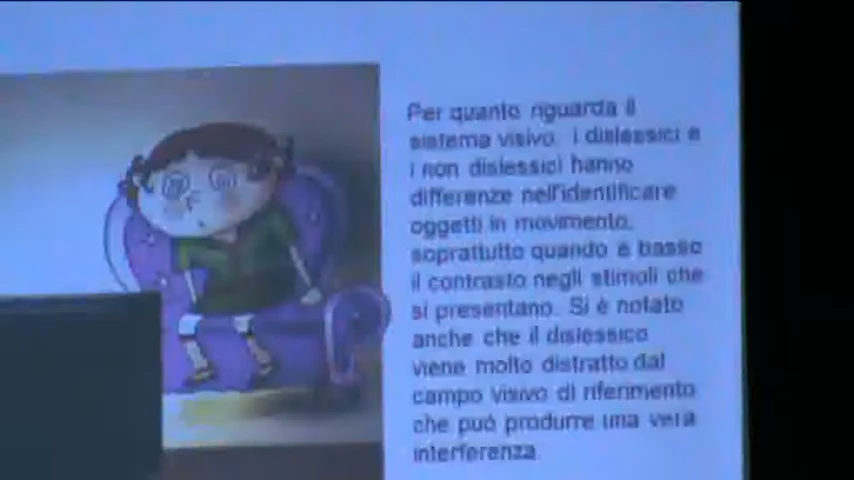 Per quanto riguarda il
sistema visivo, i dislessici e
i non dislessici hanno
differenze nell'identificare
oggetti in movimento,
soprattutto quando è basso
il contrasto negli stimoli che
si presentano. Si è notato
anche che il dislessico
viene molto distratto dal
campo visivo di riferimento
che può produrre una vera
interferenza.